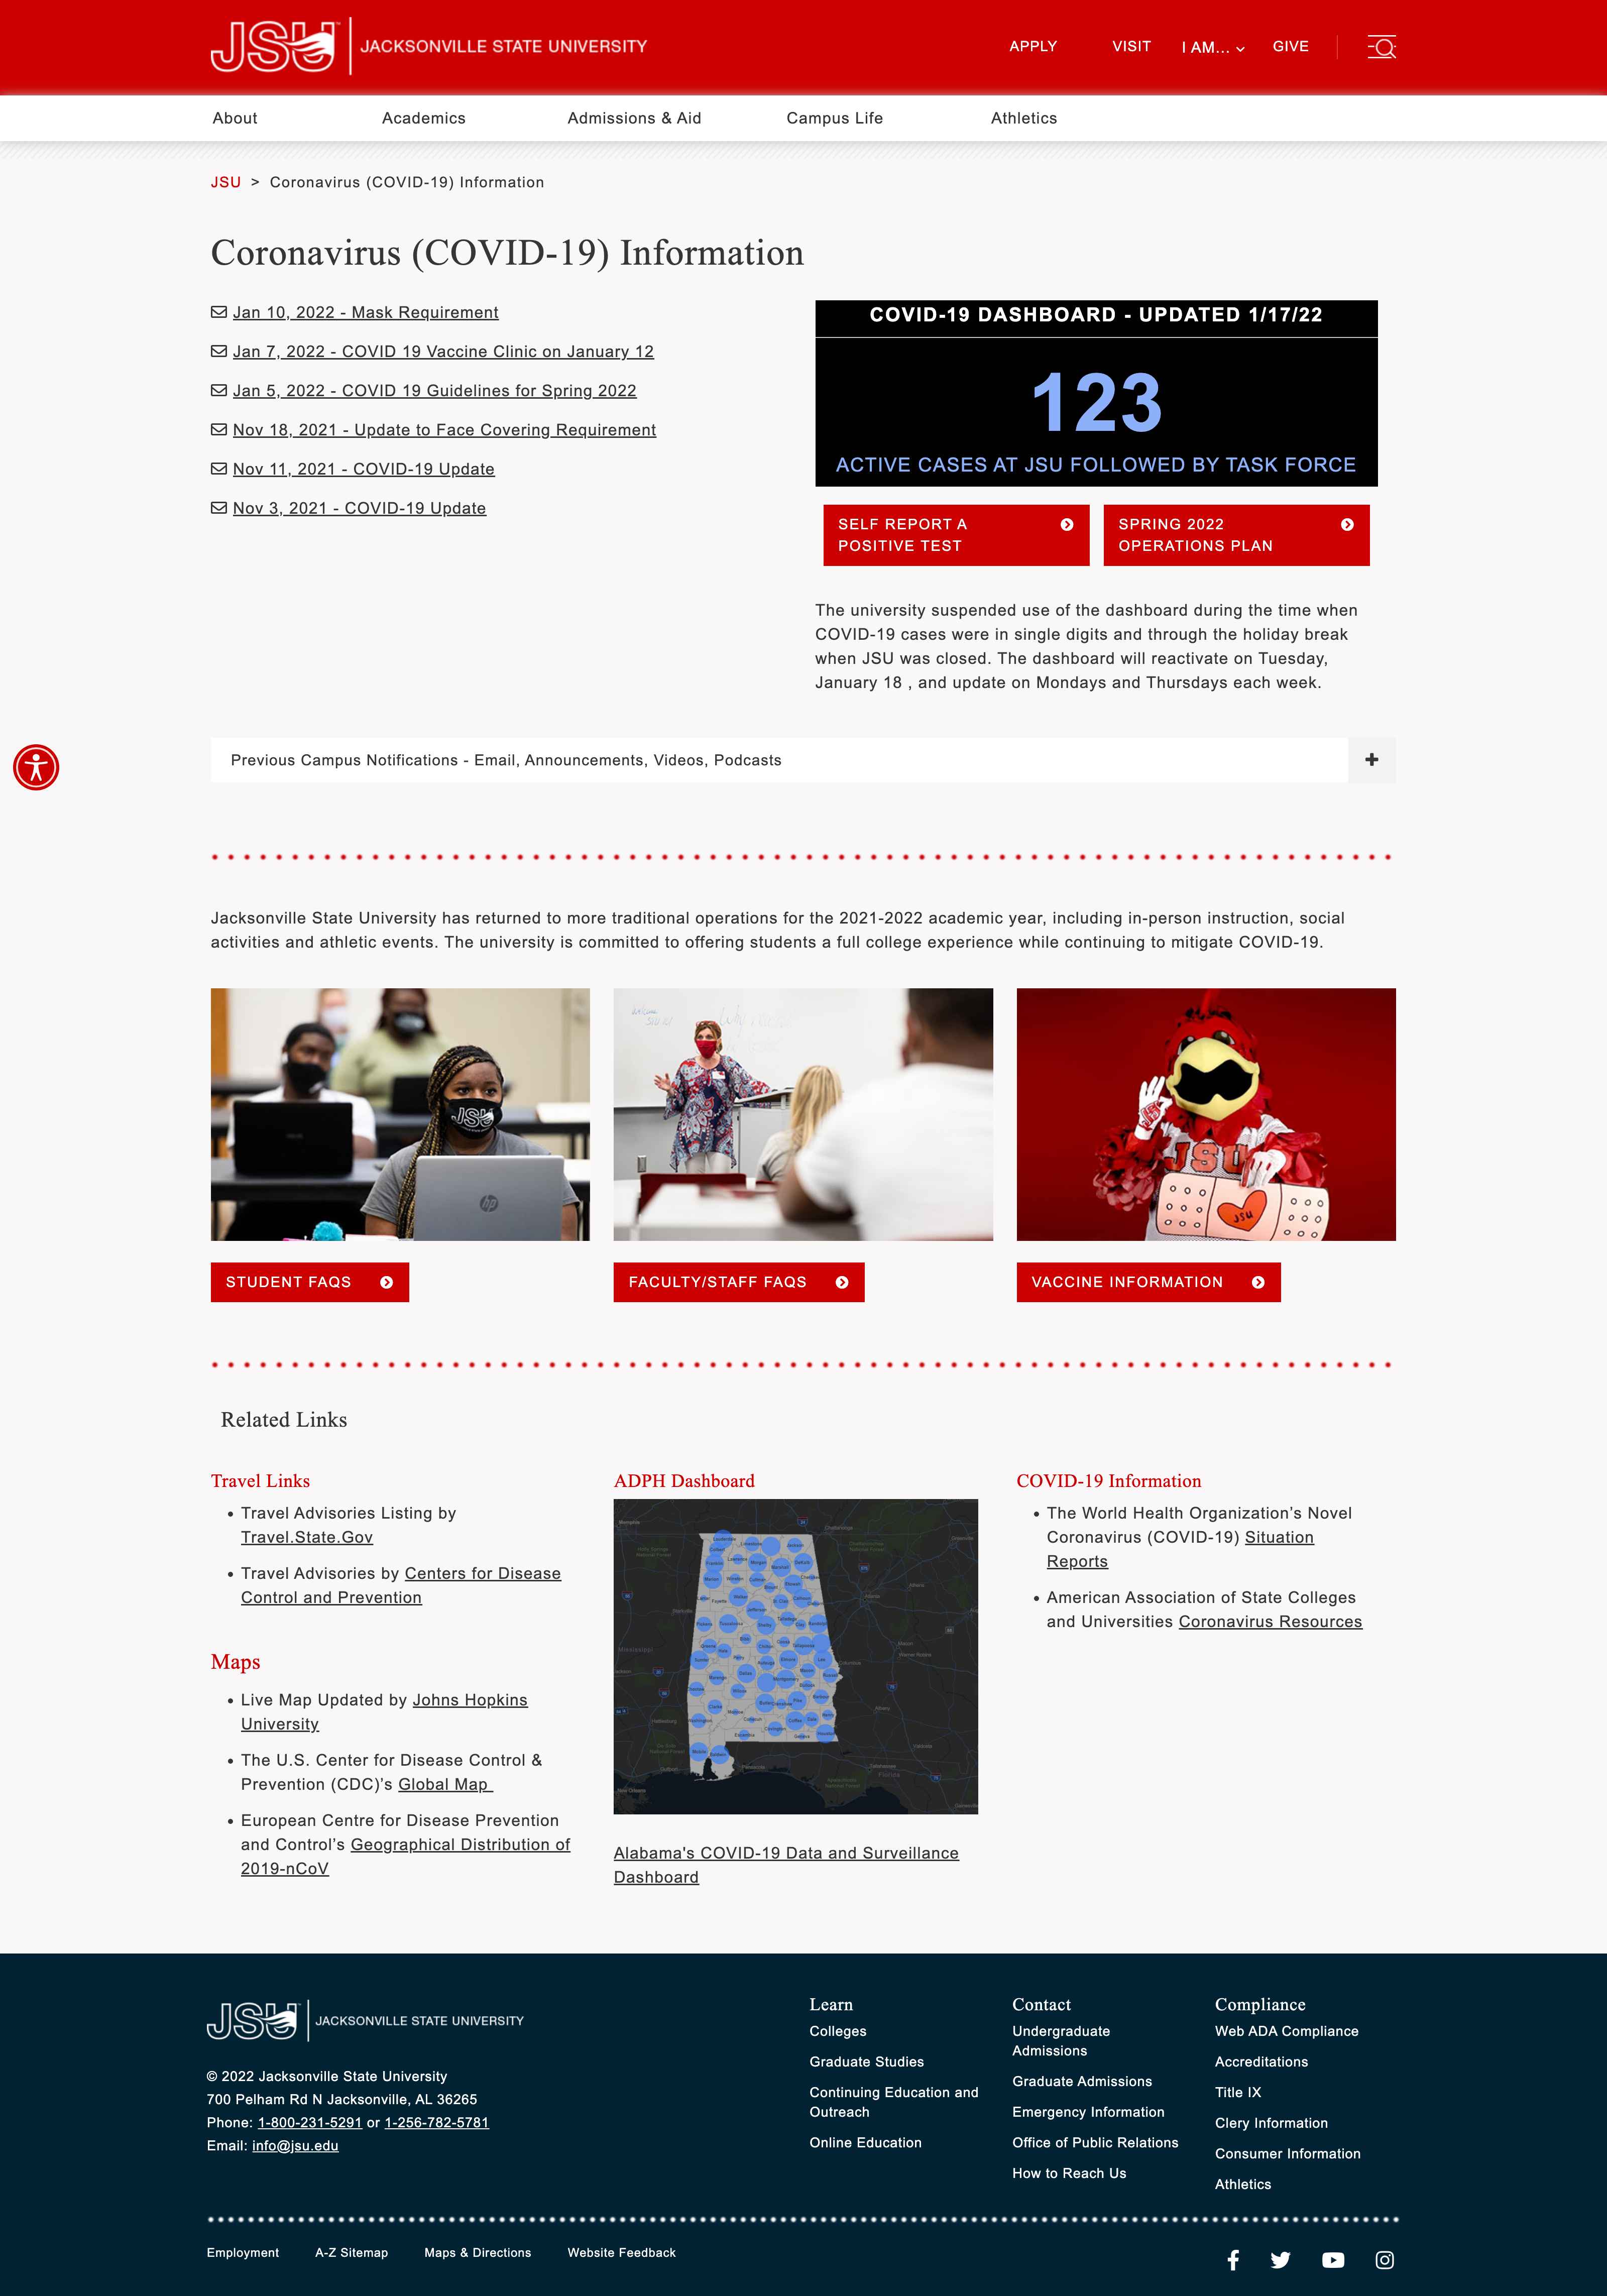 JSU JACKSONVILLE STATE UNIVERSITY
APPLY VISIT I AM... GIVE
About Academics Admissions & Aid Campus Life Athletics
JSU > Coronavirus (COVID-19) Information
Coronavirus (COVID-19) Information
Jan 10, 2022 - Mask Requirement
Jan 7, 2022 - COVID 19 Vaccine Clinic on January 12
Jan 5, 2022 - COVID 19 Guidelines for Spring 2022
Nov 18, 2021 - Update to Face Covering Requirement
Nov 11, 2021 - COVID-19 Update
Nov 3, 2021 - COVID-19 Update
COVID-19 DASHBOARD - UPDATED 1/17/22
123
ACTIVE CASES AT JSU FOLLOWED BY TASK FORCE
SELF REPORT A
POSITIVE TEST
SPRING 2022
OPERATIONS PLAN
The university suspended use of the dashboard during the time when
COVID-19 cases were in single digits and through the holiday break
when JSU was closed. The dashboard will reactivate on Tuesday,
January 18 , and update on Mondays and Thursdays each week.
Previous Campus Notifications - Email, Announcements, Videos, Podcasts
Jacksonville State University has returned to more traditional operations for the 2021-2022 academic year, including in-person instruction, social
activities and athletic events. The university is committed to offering students a full college experience while continuing to mitigate COVID-19.
JSU
hp
JSU
JSU
STUDENT FAQS
FACULTY/STAFF FAQS
VACCINE INFORMATION
Related Links
Travel Links
Travel Advisories Listing by
Travel.State.Gov
Travel Advisories by Centers for Disease
Control and Prevention
Maps
Live Map Updated by Johns Hopkins
University
The U.S. Center for Disease Control &
Prevention (CDC)’s Global Map
European Centre for Disease Prevention
and Control’s Geographical Distribution of
2019-nCoV
ADPH Dashboard
Alabama's COVID-19 Data and Surveillance
Dashboard
COVID-19 Information
The World Health Organization’s Novel
Coronavirus (COVID-19) Situation
Reports
American Association of State Colleges
and Universities Coronavirus Resources
JSU JACKSONVILLE STATE UNIVERSITY
© 2022 Jacksonville State University
700 Pelham Rd N Jacksonville, AL 36265
Phone: 1-800-231-5291 or 1-256-782-5781
Email: info@jsu.edu
Learn
Colleges
Graduate Studies
Continuing Education and
Outreach
Online Education
Contact
Undergraduate
Admissions
Graduate Admissions
Emergency Information
Office of Public Relations
How to Reach Us
Compliance
Web ADA Compliance
Accreditations
Title IX
Clery Information
Consumer Information
Athletics
Employment A-Z Sitemap Maps & Directions Website Feedback